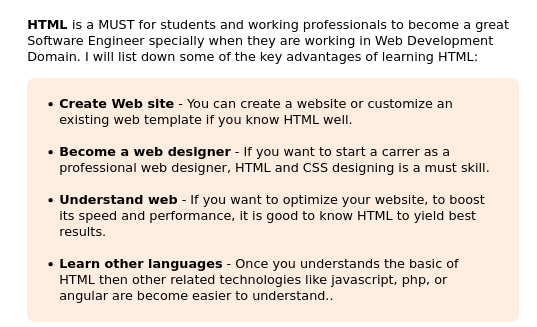 HTML is a MUST for students and working professionals to become a great
Software Engineer specially when they are working in Web Development
Domain. I will list down some of the key advantages of learning HTML:
• Create Web site - You can create a website or customize an
existing web template if you know HTML well.
• Become a web designer - If you want to start a carrer as a
professional web designer, HTML and CSS designing is a must skill.
• Understand web - If you want to optimize your website, to boost
its speed and performance, it is good to know HTML to yield best
results.
• Learn other languages - Once you understands the basic of
HTML then other related technologies like javascript, php, or
angular are become easier to understand..